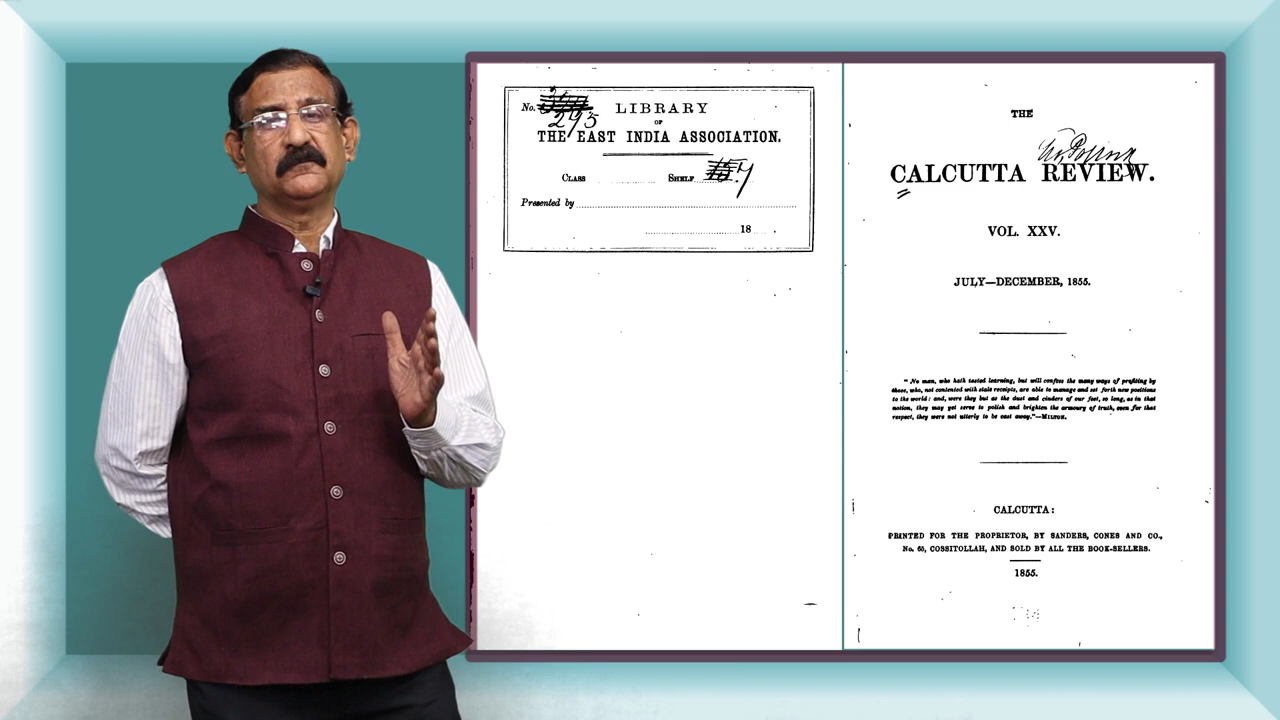 No. 295 LIBRARY
OF
THE EAST INDIA ASSOCIATION.
CLASS SHELF
Presented by
18
THE
CALCUTTA REVIEW.
VOL. XXV.
JULY—DECEMBER, 1855.
" No man, who hath tasted learning, but will confess the many ways of profiting by
those, who, not contented with stale receipts, are able to manage and set forth new positions
to the world: and, were they but as the dust and cinders of our feet, so long, as in that
notion, they may yet serve to polish and brighten the armoury of truth, even for that
respect, they were not utterly to be cast away."—MILTON.
CALCUTTA:
PRINTED FOR THE PROPRIETOR, BY SANDERS, CONES AND CO.,
No. 65, COSSITOLLAH, AND SOLD BY ALL THE BOOK-SELLERS.
1855.